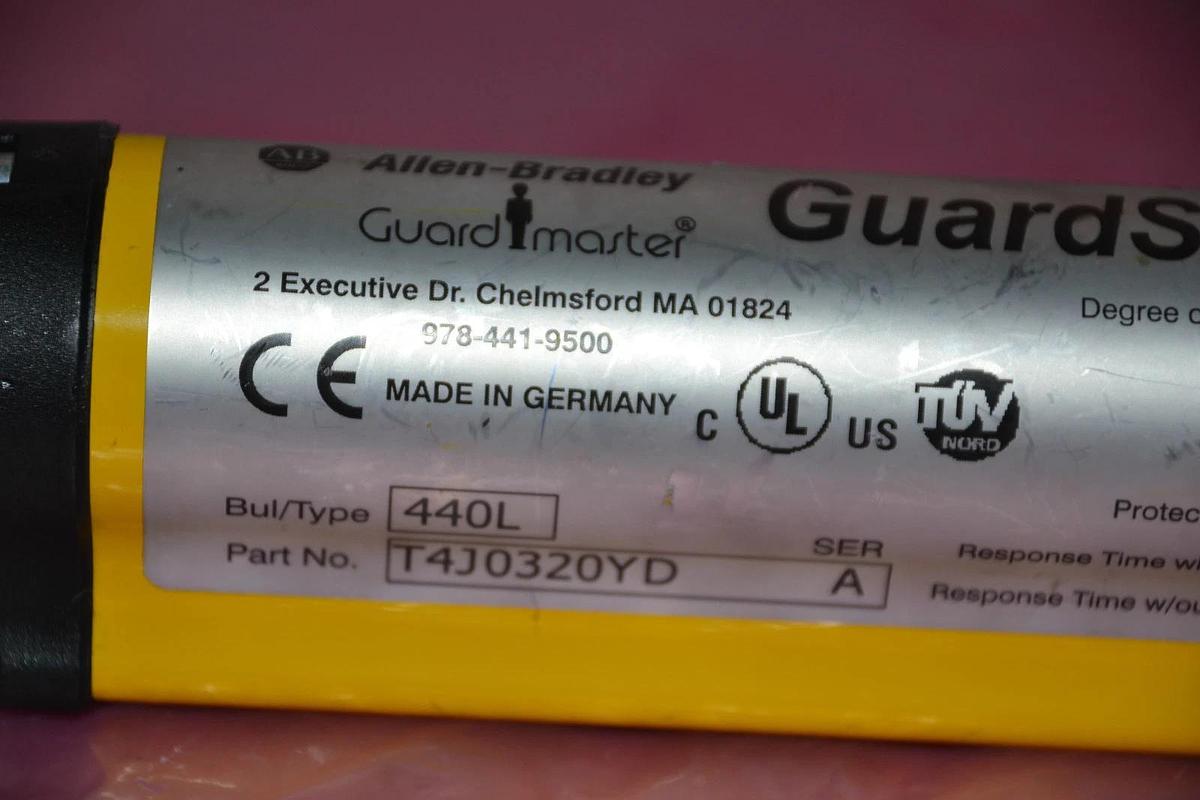 AB Allen-Bradley
Guardmaster®
GuardS
2 Executive Dr. Chelmsford MA 01824
Degree
978-441-9500
CE MADE IN GERMANY C UL US TÜV NORD
Bul/Type 440L
Protec
SER
Part No. T4J0320YD A
Response Time
Response Time w/ou